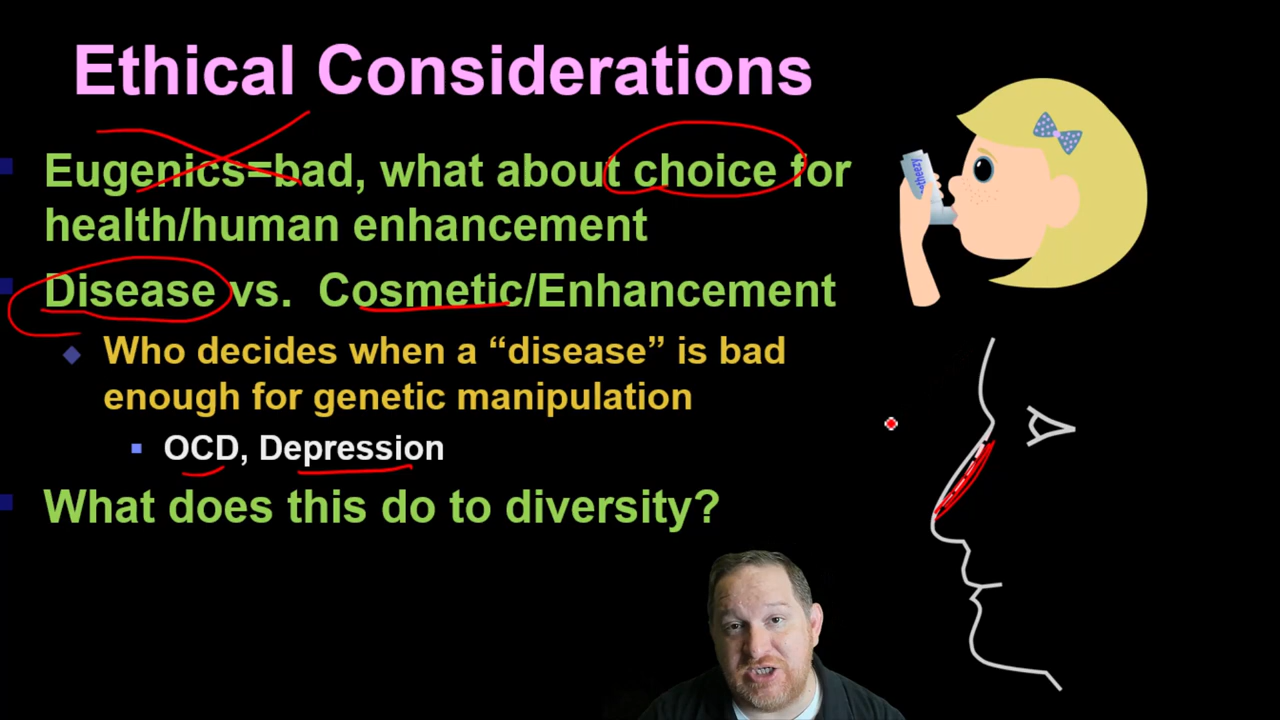 Ethical Considerations
Eugenics=bad, what about choice for
health/human enhancement
Disease vs. Cosmetic/Enhancement
Who decides when a “disease” is bad
enough for genetic manipulation
OCD, Depression
What does this do to diversity?